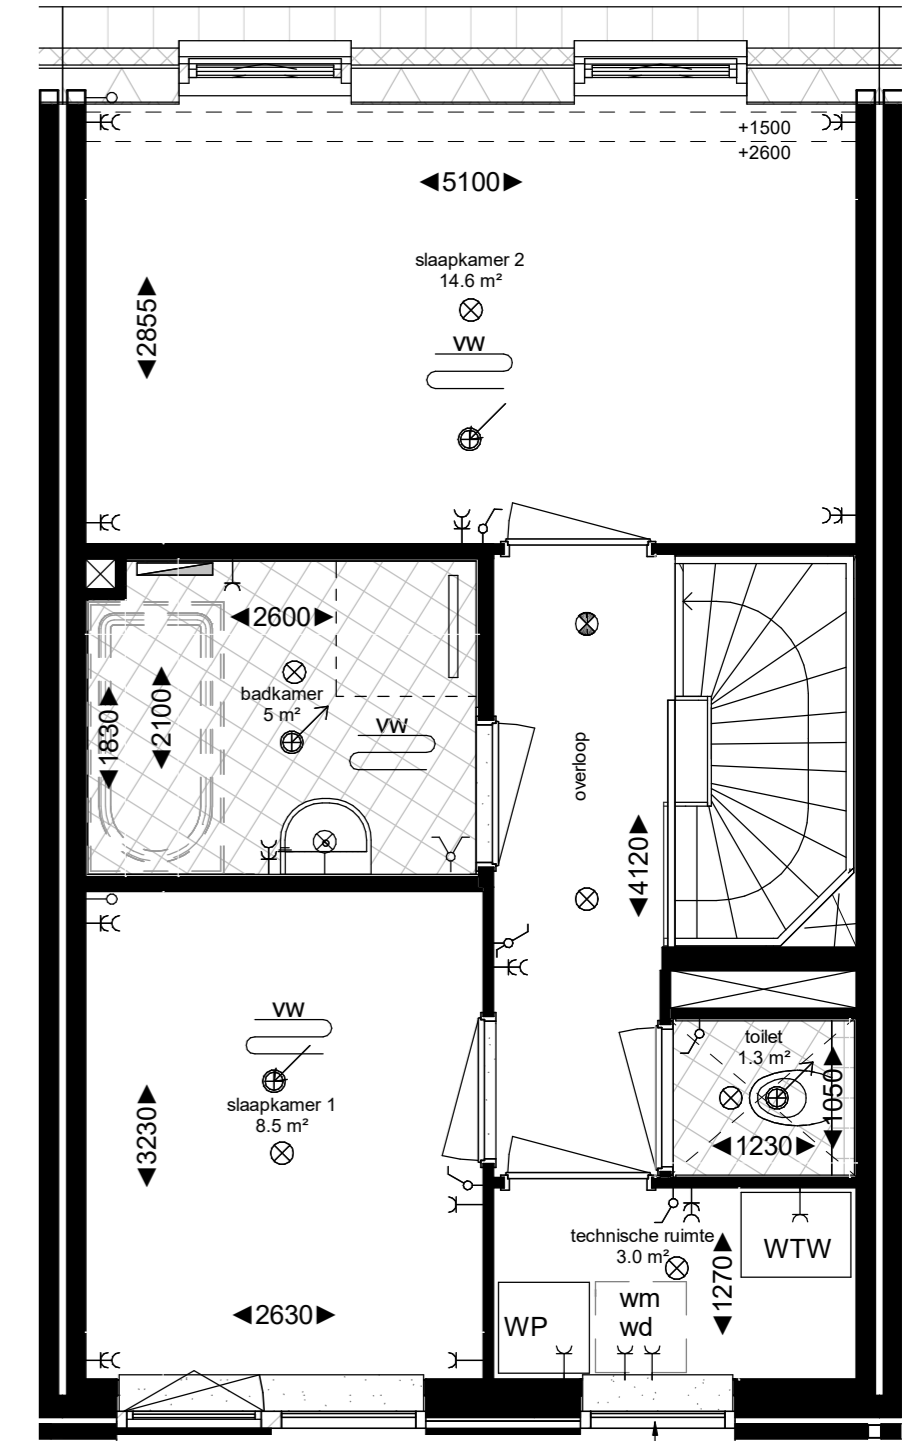 +1500
+2600
5100
slaapkamer 2
14.6 m²
2855
VW
2600
badkamer
5 m²
1830
2100
VW
overloop
4120
VW
slaapkamer 1
8.5 m²
3230
2630
toilet
1.3 m²
1050
1230
technische ruimte
3.0 m²
1270
WTW
WP
wm
wd